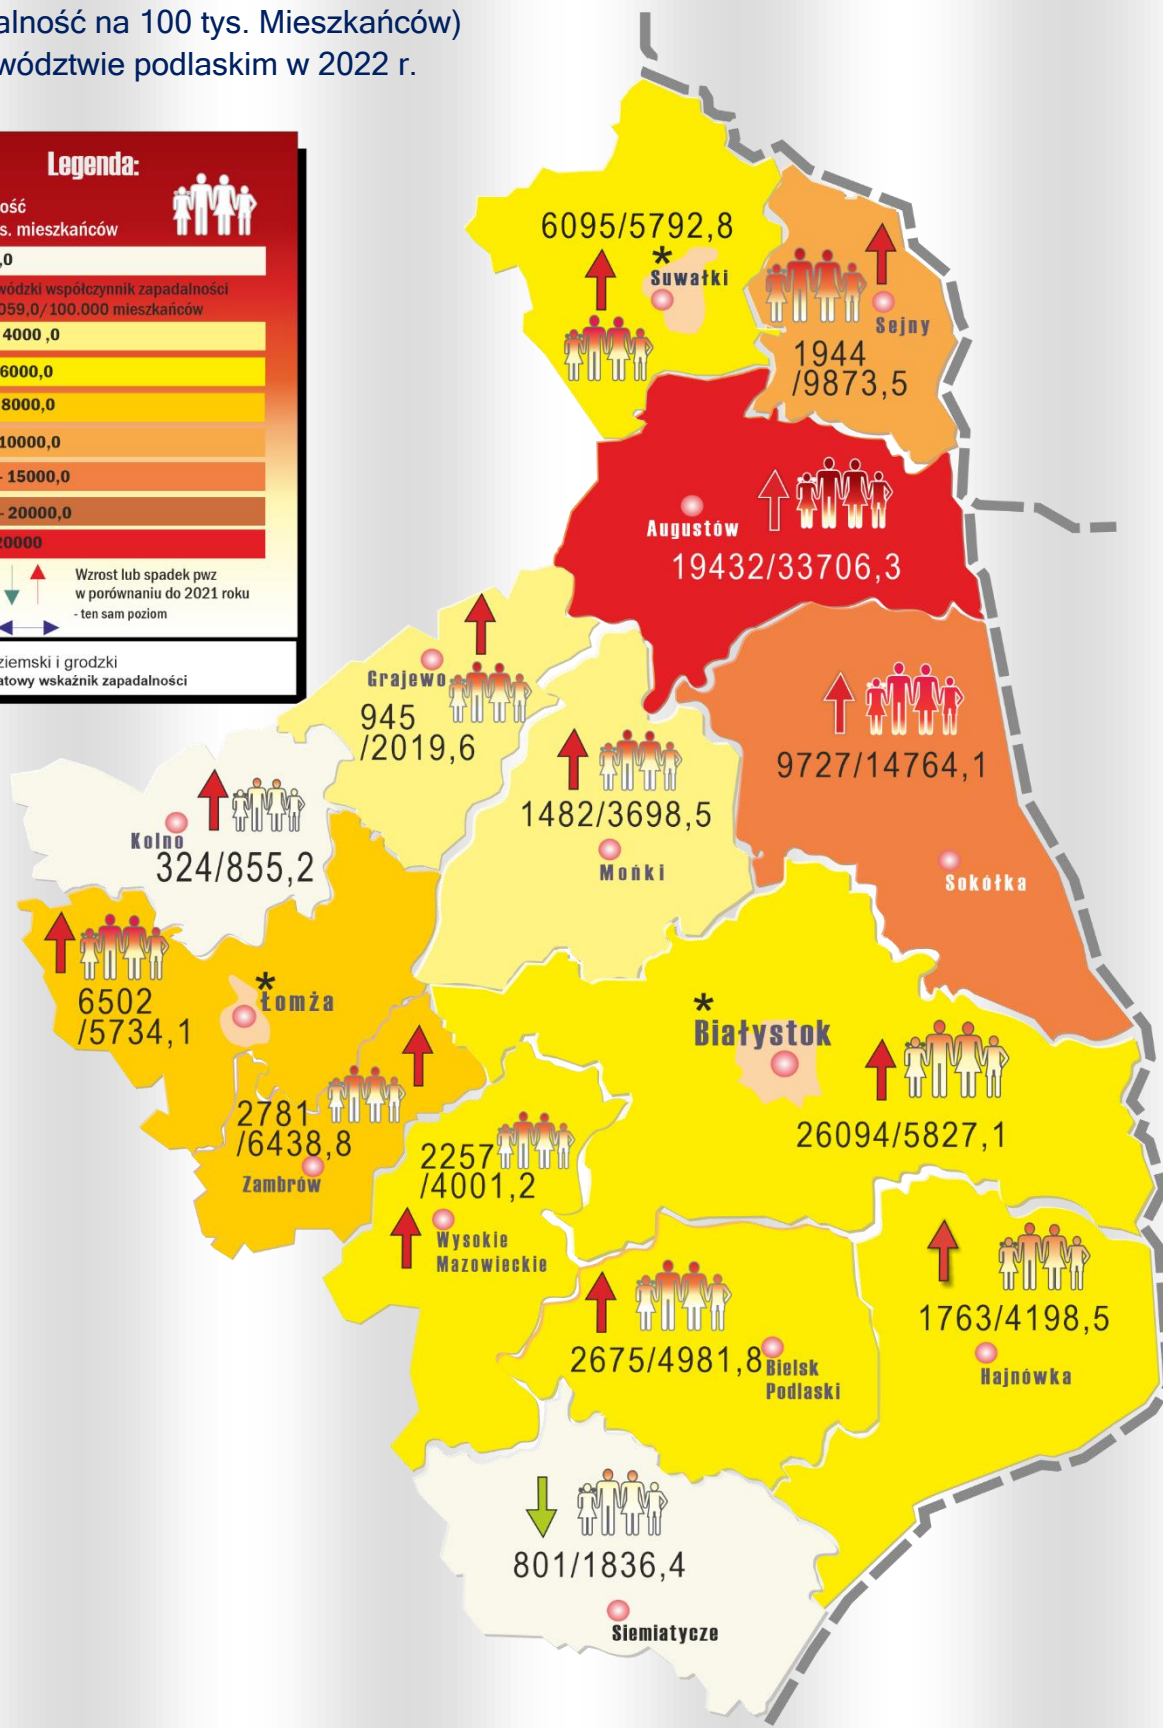 alność na 100 tys. Mieszkańców)
wództwie podlaskim w 2022 r.
Legenda:
ość
s. mieszkańców
,0
wódzki współczynnik zapadalności
059,0/100.000 mieszkańców
4000 ,0
6000,0
8000,0
10000,0
- 15000,0
- 20000,0
20000
Wzrost lub spadek pwz
w porównaniu do 2021 roku
- ten sam poziom
ziemski i grodzki
atowy wskaźnik zapadalności
6095/5792,8
*
Suwałki
Sejny
1944
/9873,5
Augustów
19432/33706,3
Grajewo
945
/2019,6
9727/14764,1
Sokółka
1482/3698,5
Mońki
Kolno
324/855,2
6502
/5734,1
*
Łomża
*
Białystok
26094/5827,1
2781
/6438,8
Zambrów
2257
/4001,2
Wysokie
Mazowieckie
2675/4981,8
Bielsk
Podlaski
1763/4198,5
Hajnówka
801/1836,4
Siemiatycze